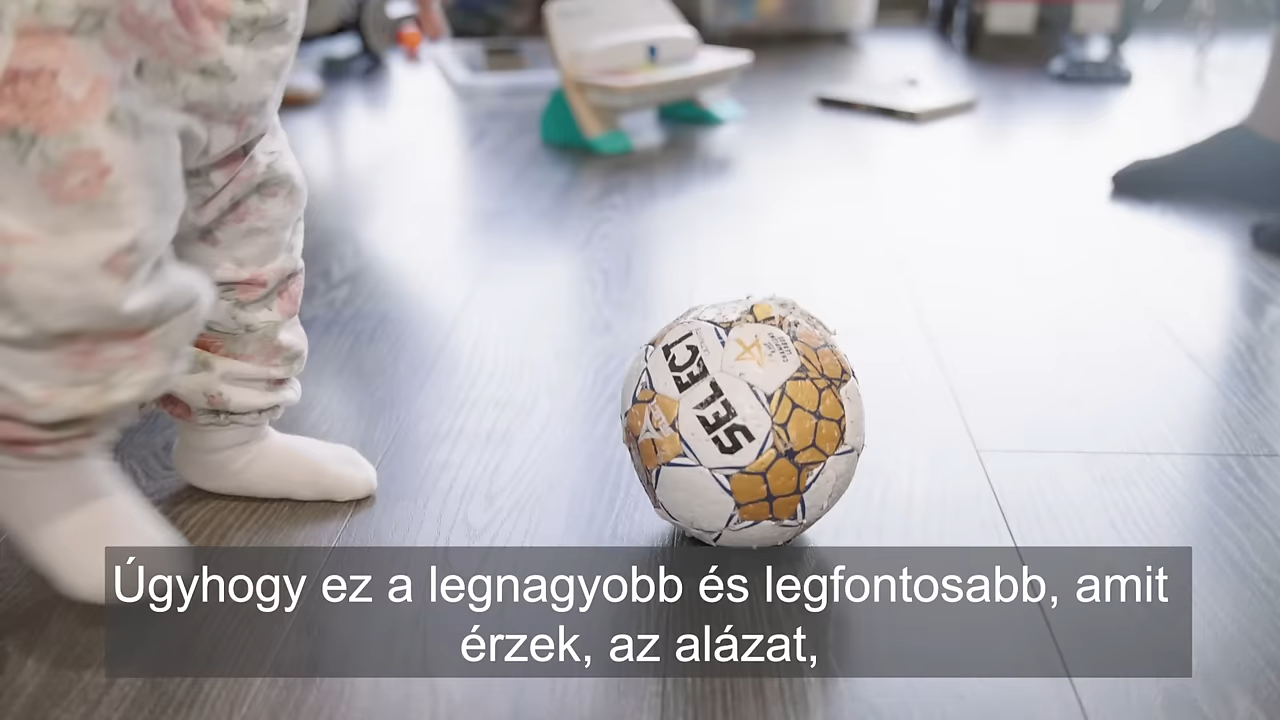 SELECT
Úgyhogy ez a legnagyobb és legfontosabb, amit
érzek, az alázat,